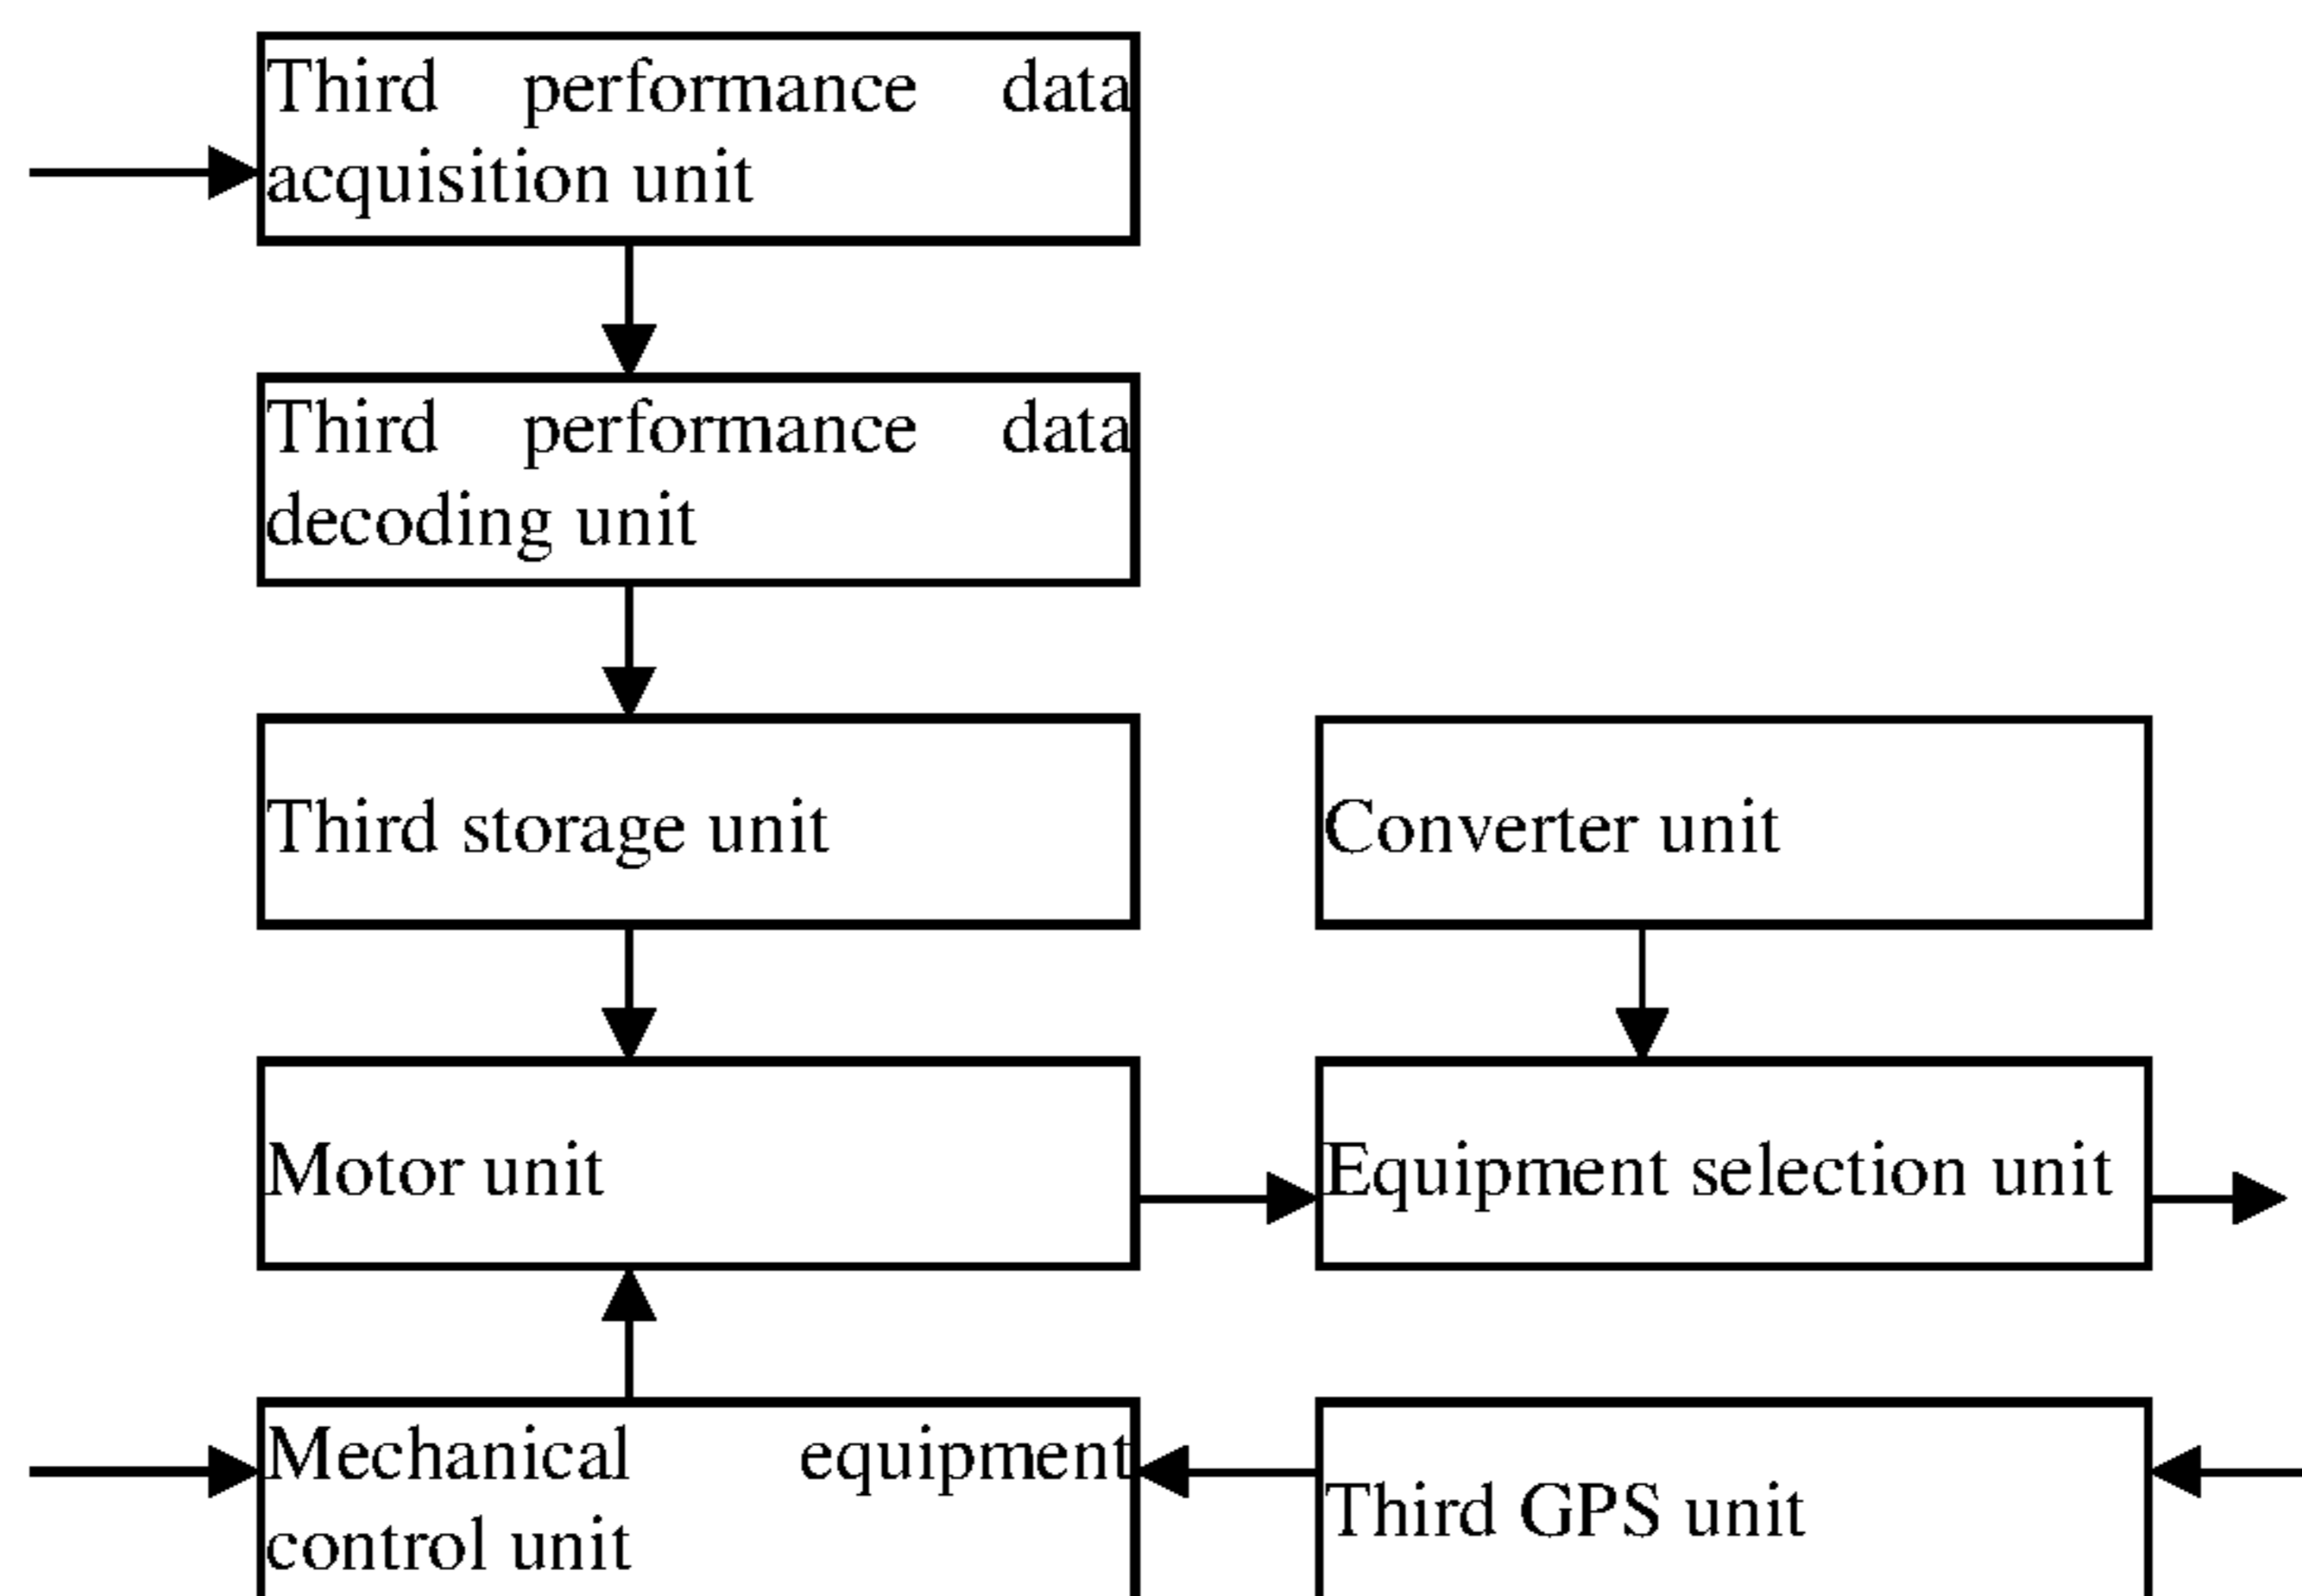 Third performance data
acquisition unit
Third performance data
decoding unit
Third storage unit
Converter unit
Motor unit
Equipment selection unit
Mechanical equipment
control unit
Third GPS unit